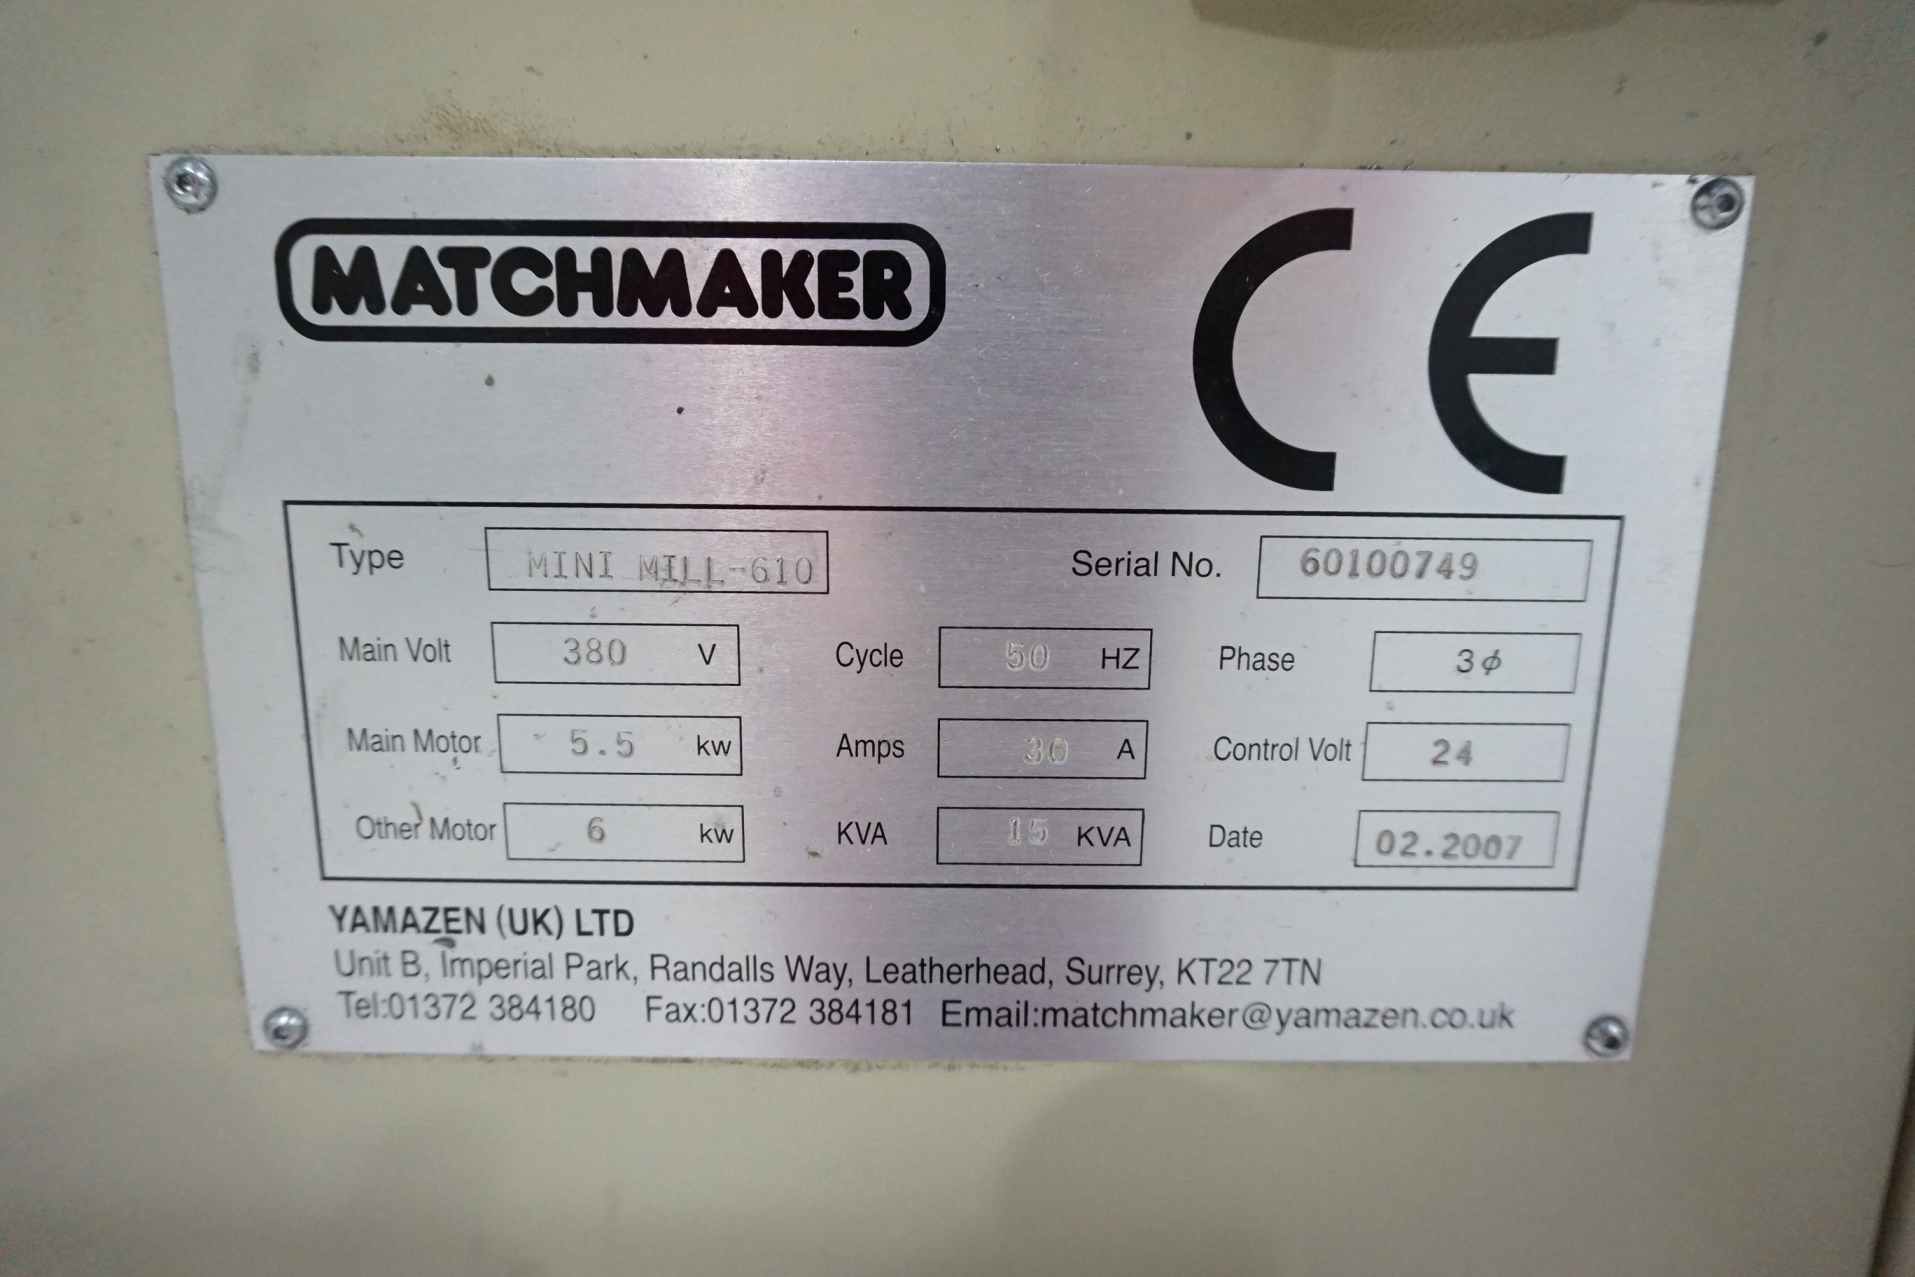 MATCHMAKER CE
Type MINI MILL-610 Serial No. 60100749
Main Volt 380 V Cycle 50 HZ Phase 3ϕ
Main Motor 5.5 kw Amps 30 A Control Volt 24
Other Motor 6 kw KVA 15 KVA Date 02.2007
YAMAZEN (UK) LTD
Unit B, Imperial Park, Randalls Way, Leatherhead, Surrey, KT22 7TN
Tel:01372 384180 Fax:01372 384181 Email:matchmaker@yamazen.co.uk